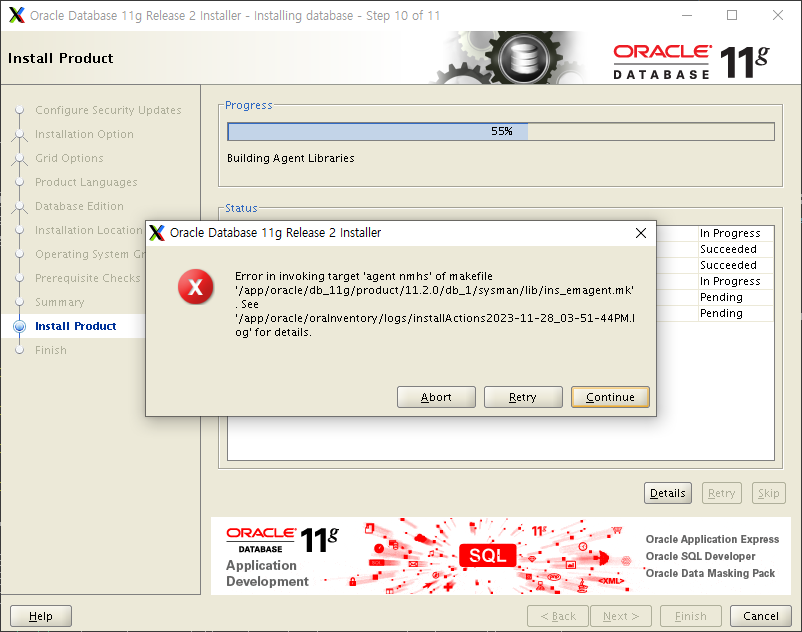 Oracle Database 11g Release 2 Installer - Installing database - Step 10 of 11
Install Product
ORACLE
DATABASE
11g
Configure Security Updates
Installation Option
Grid Options
Product Languages
Database Edition
Installation Location
Operating System Gr
Prerequisite Checks
Summary
Install Product
Finish
Progress
55%
Building Agent Libraries
Status
In Progress
Succeeded
Succeeded
In Progress
Pending
Pending
Oracle Database 11g Release 2 Installer
Error in invoking target 'agent nmhs' of makefile
'/app/oracle/db_11g/product/11.2.0/db_1/sysman/lib/ins_emagent.mk'
. See
'/app/oracle/oraInventory/logs/installActions2023-11-28_03-51-44PM.l
og' for details.
Abort
Retry
Continue
Details
Retry
Skip
ORACLE
DATABASE
11g
Application
Development
11g
SQL
<XML>
Oracle Application Express
Oracle SQL Developer
Oracle Data Masking Pack
Help
< Back
Next >
Finish
Cancel